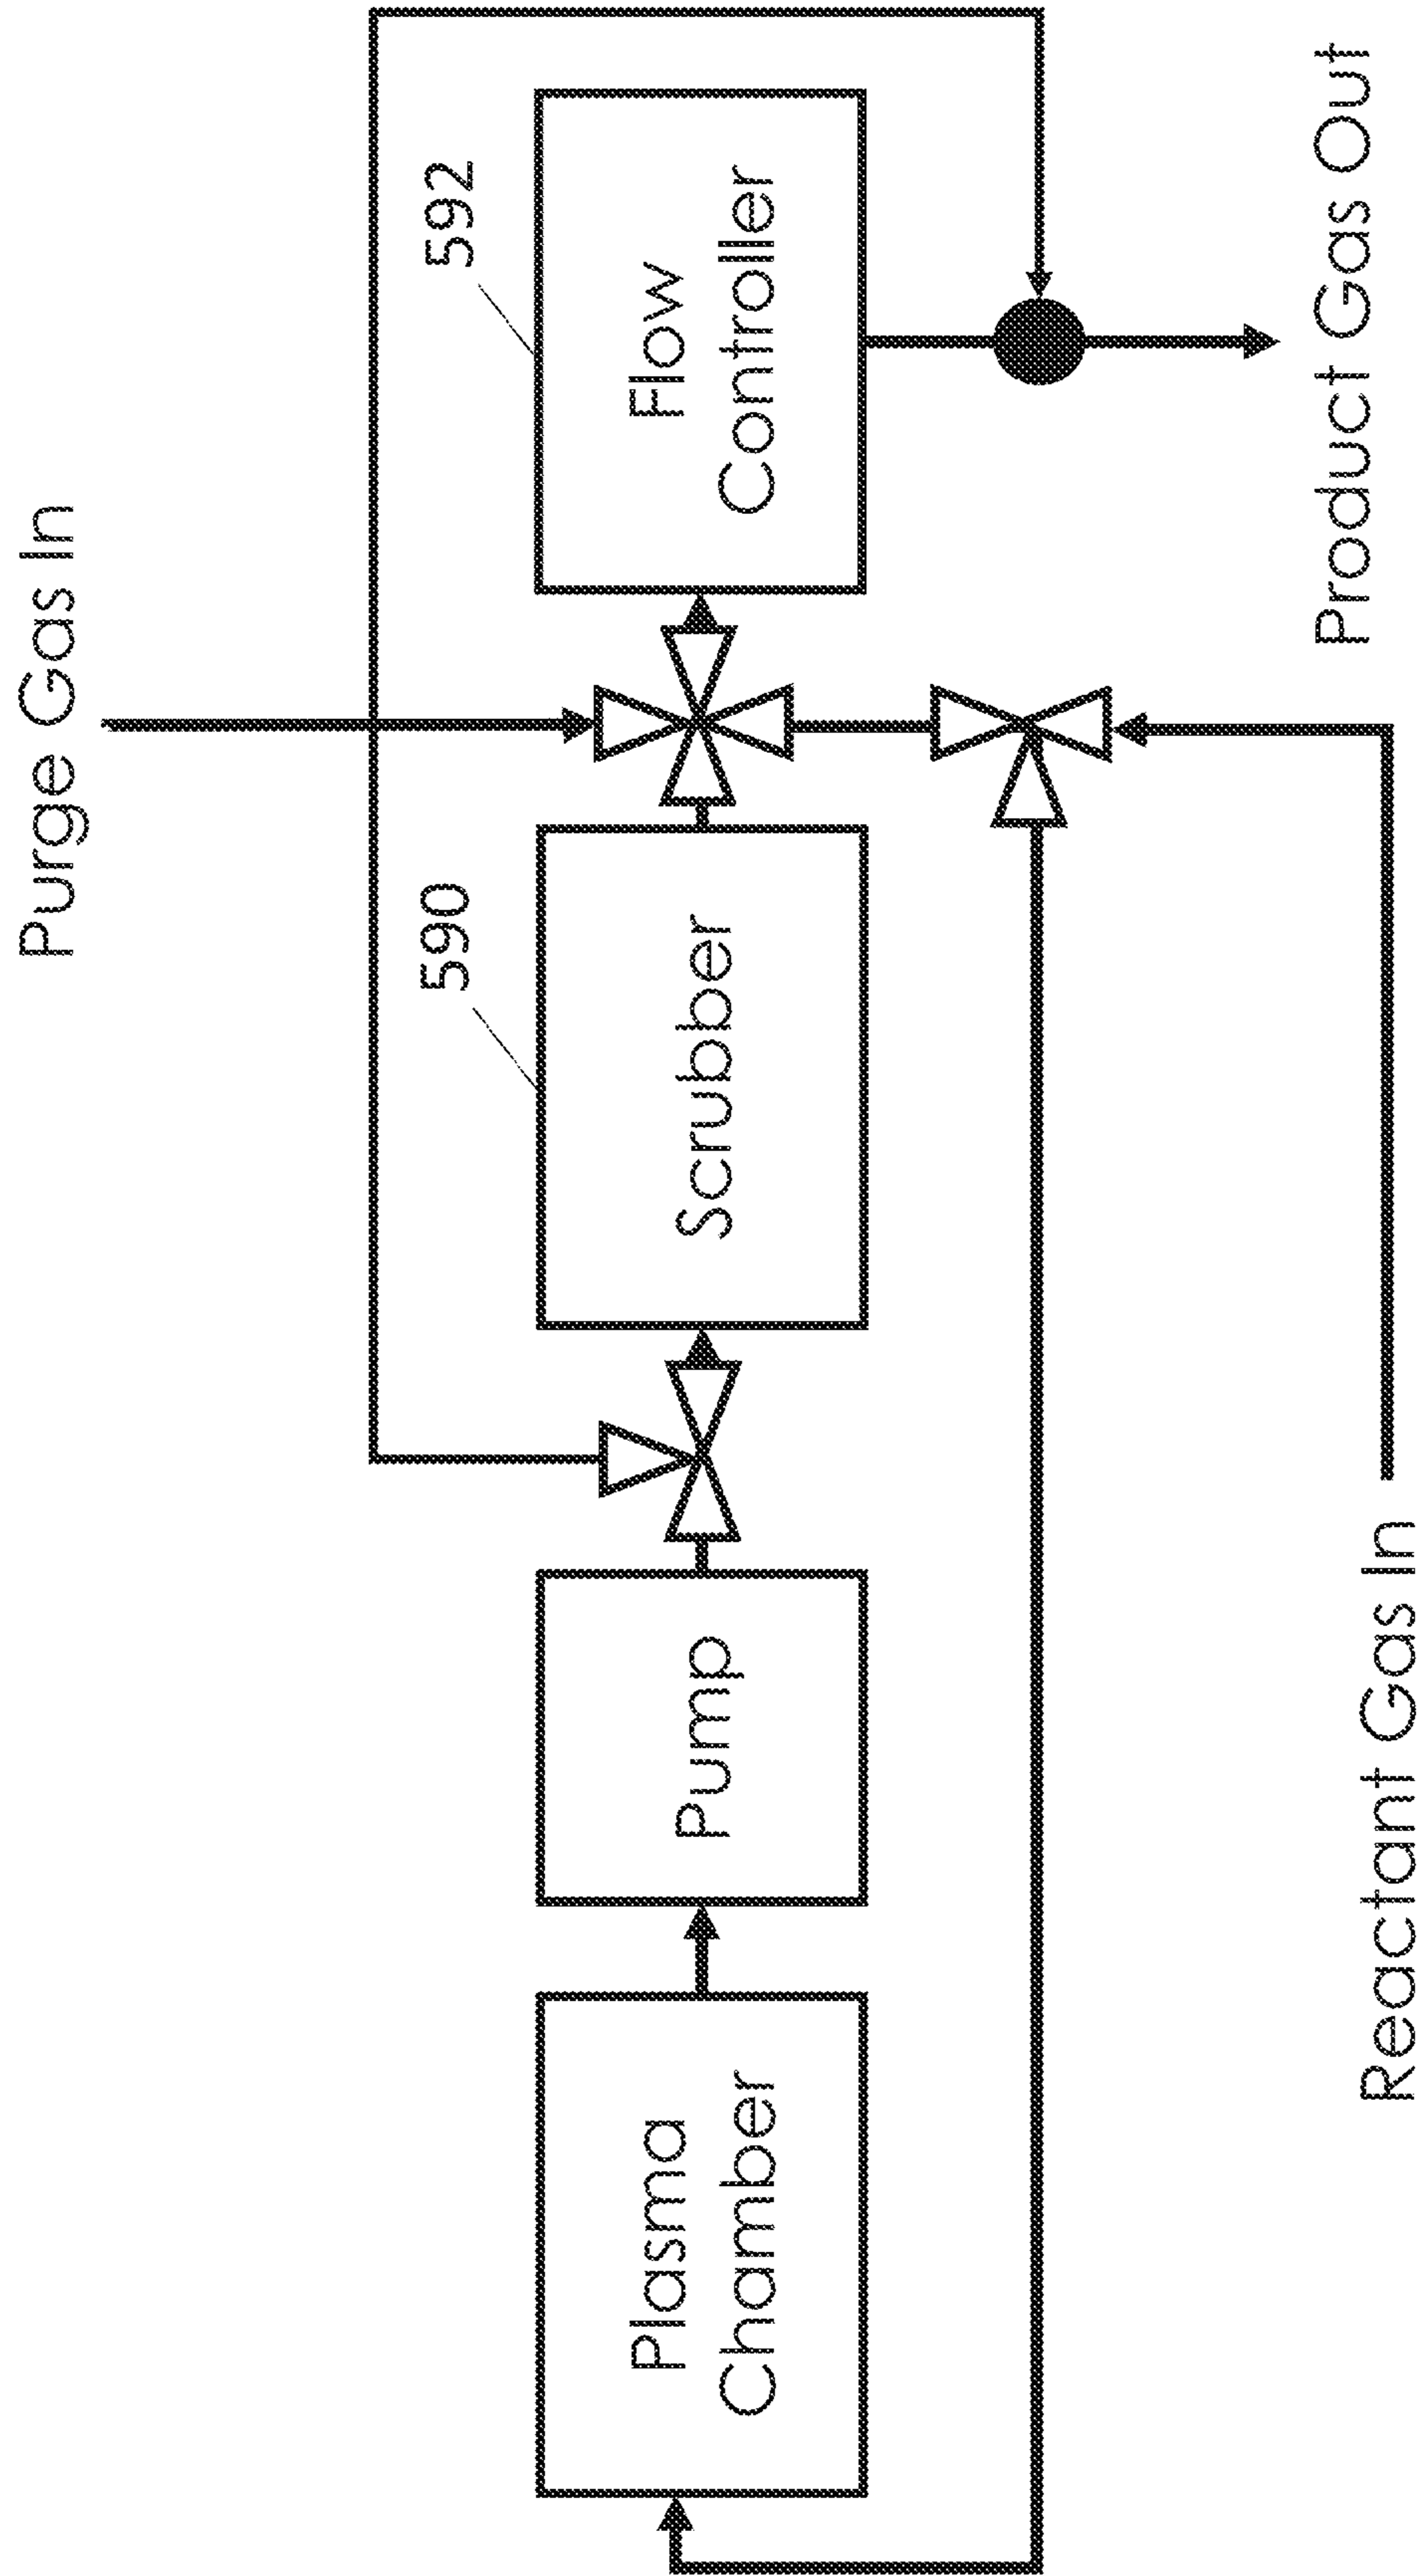 Purge Gas In
592
590
Plasma
Chamber
Pump
Scrubber
Flow
Controller
Reactant Gas In
Product Gas Out